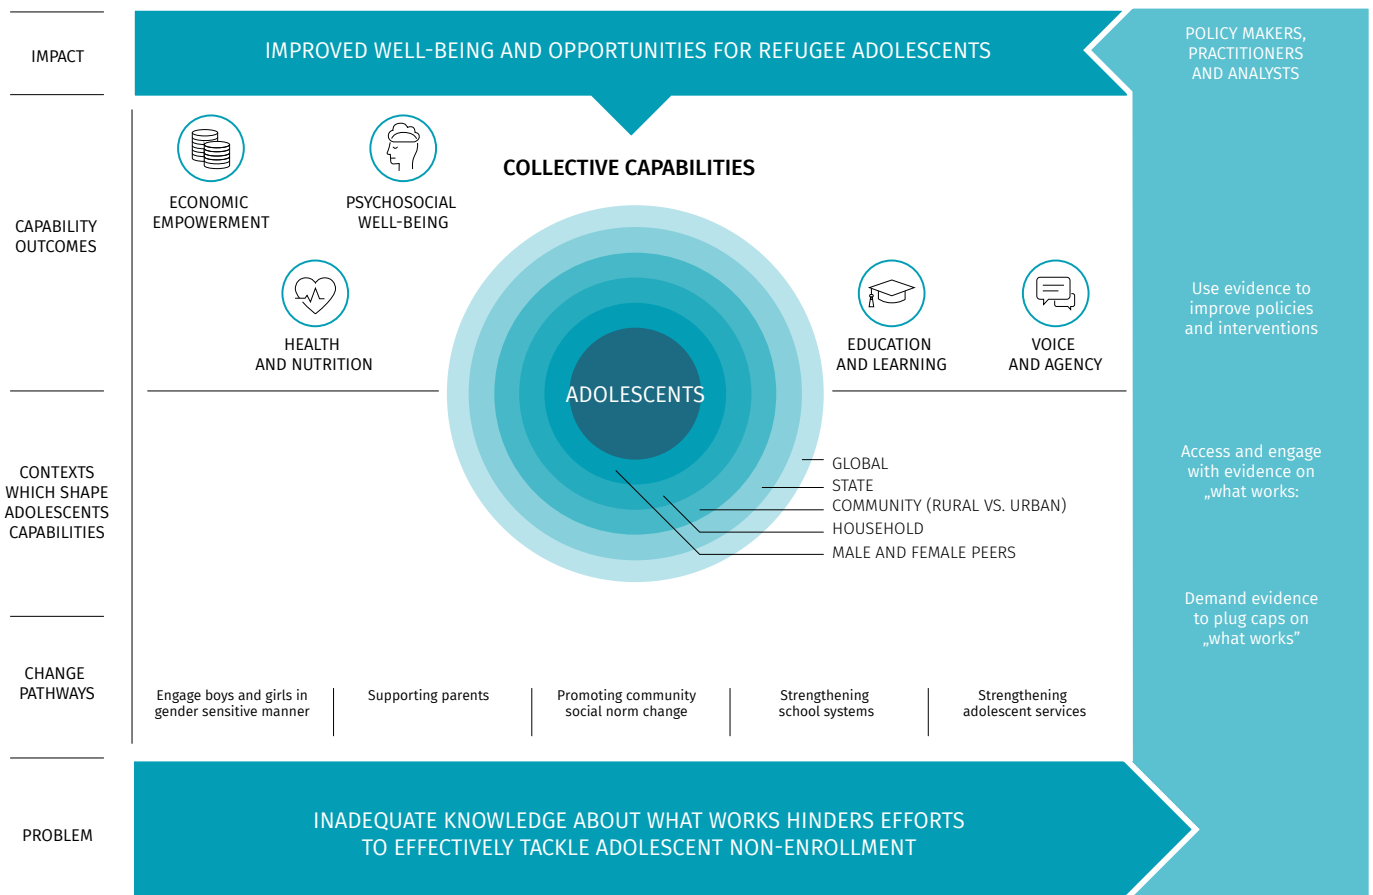 IMPACT
IMPROVED WELL-BEING AND OPPORTUNITIES FOR REFUGEE ADOLESCENTS
POLICY MAKERS,
PRACTITIONERS
AND ANALYSTS
CAPABILITY
OUTCOMES
ECONOMIC
EMPOWERMENT
PSYCHOSOCIAL
WELL-BEING
COLLECTIVE CAPABILITIES
HEALTH
AND NUTRITION
EDUCATION
AND LEARNING
VOICE
AND AGENCY
Use evidence to
improve policies
and interventions
ADOLESCENTS
CONTEXTS
WHICH SHAPE
ADOLESCENTS
CAPABILITIES
GLOBAL
STATE
COMMUNITY (RURAL VS. URBAN)
HOUSEHOLD
MALE AND FEMALE PEERS
Access and engage
with evidence on
„what works:
Demand evidence
to plug caps on
„what works”
CHANGE
PATHWAYS
Engage boys and girls in
gender sensitive manner
Supporting parents
Promoting community
social norm change
Strengthening
school systems
Strengthening
adolescent services
PROBLEM
INADEQUATE KNOWLEDGE ABOUT WHAT WORKS HINDERS EFFORTS
TO EFFECTIVELY TACKLE ADOLESCENT NON-ENROLLMENT